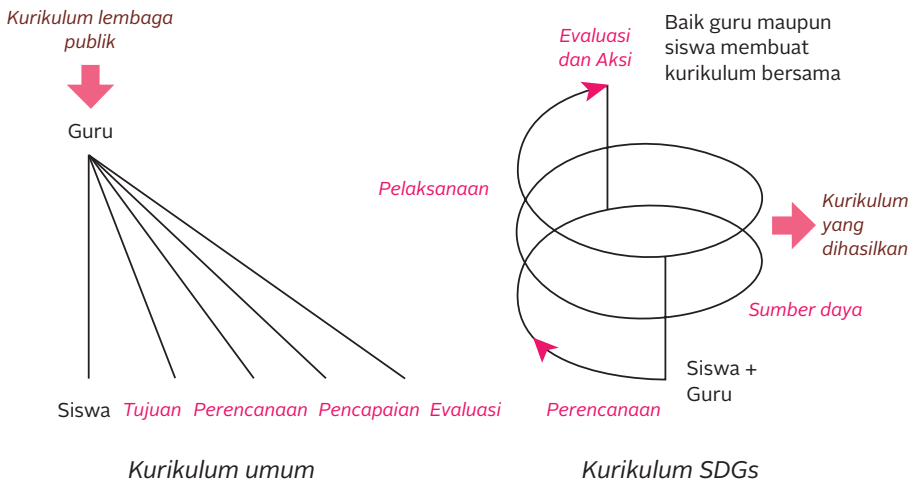 Kurikulum lembaga
publik
Guru
Siswa
Tujuan
Perencanaan
Pencapaian
Evaluasi
Kurikulum umum
Evaluasi
dan Aksi
Baik guru maupun
siswa membuat
kurikulum bersama
Pelaksanaan
Kurikulum
yang
dihasilkan
Sumber daya
Siswa +
Guru
Perencanaan
Kurikulum SDGs